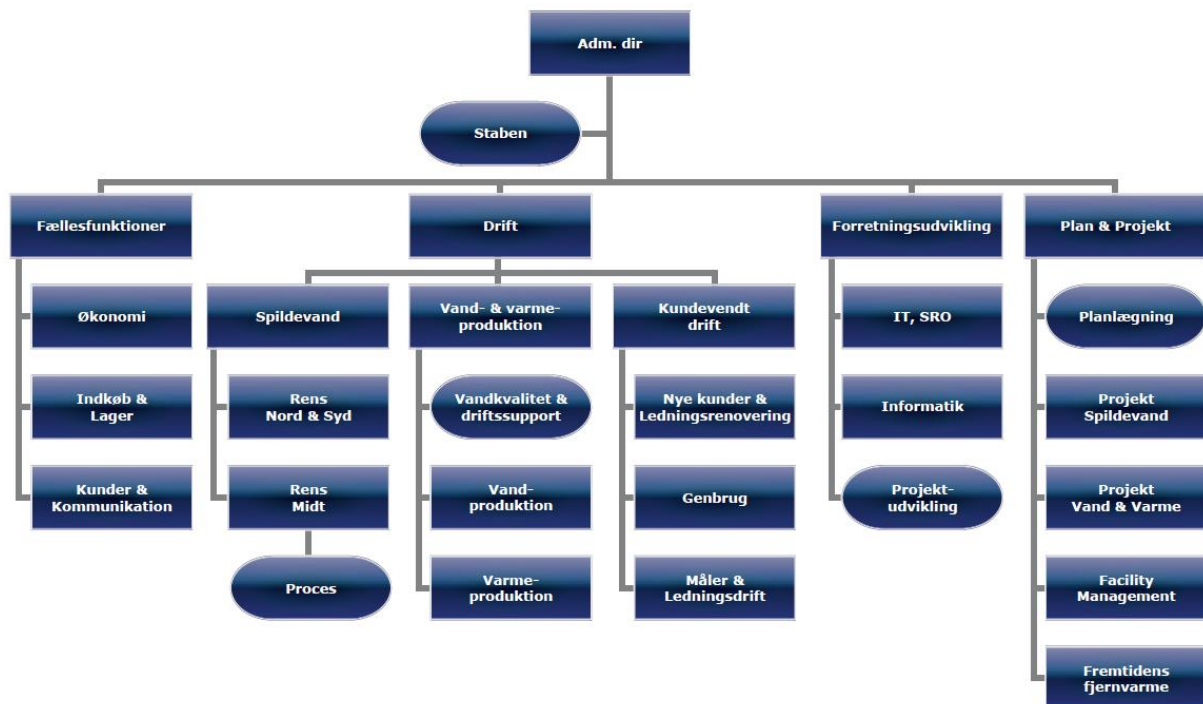 Adm. dir
Staben
Fællesfunktioner
Drift
Forretningsudvikling
Plan & Projekt
Økonomi
Indkøb &
Lager
Kunder &
Kommunikation
Spildevand
Rens
Nord & Syd
Rens
Midt
Proces
Vand- & varme-
produktion
Vandkvalitet &
driftssupport
Vand-
produktion
Varme-
produktion
Kundevendt
drift
Nye kunder &
Ledningsrenovering
Genbrug
Måler &
Ledningsdrift
IT, SRO
Informatik
Projekt-
udvikling
Planlægning
Projekt
Spildevand
Projekt
Vand & Varme
Facility
Management
Fremtidens
fjernvarme